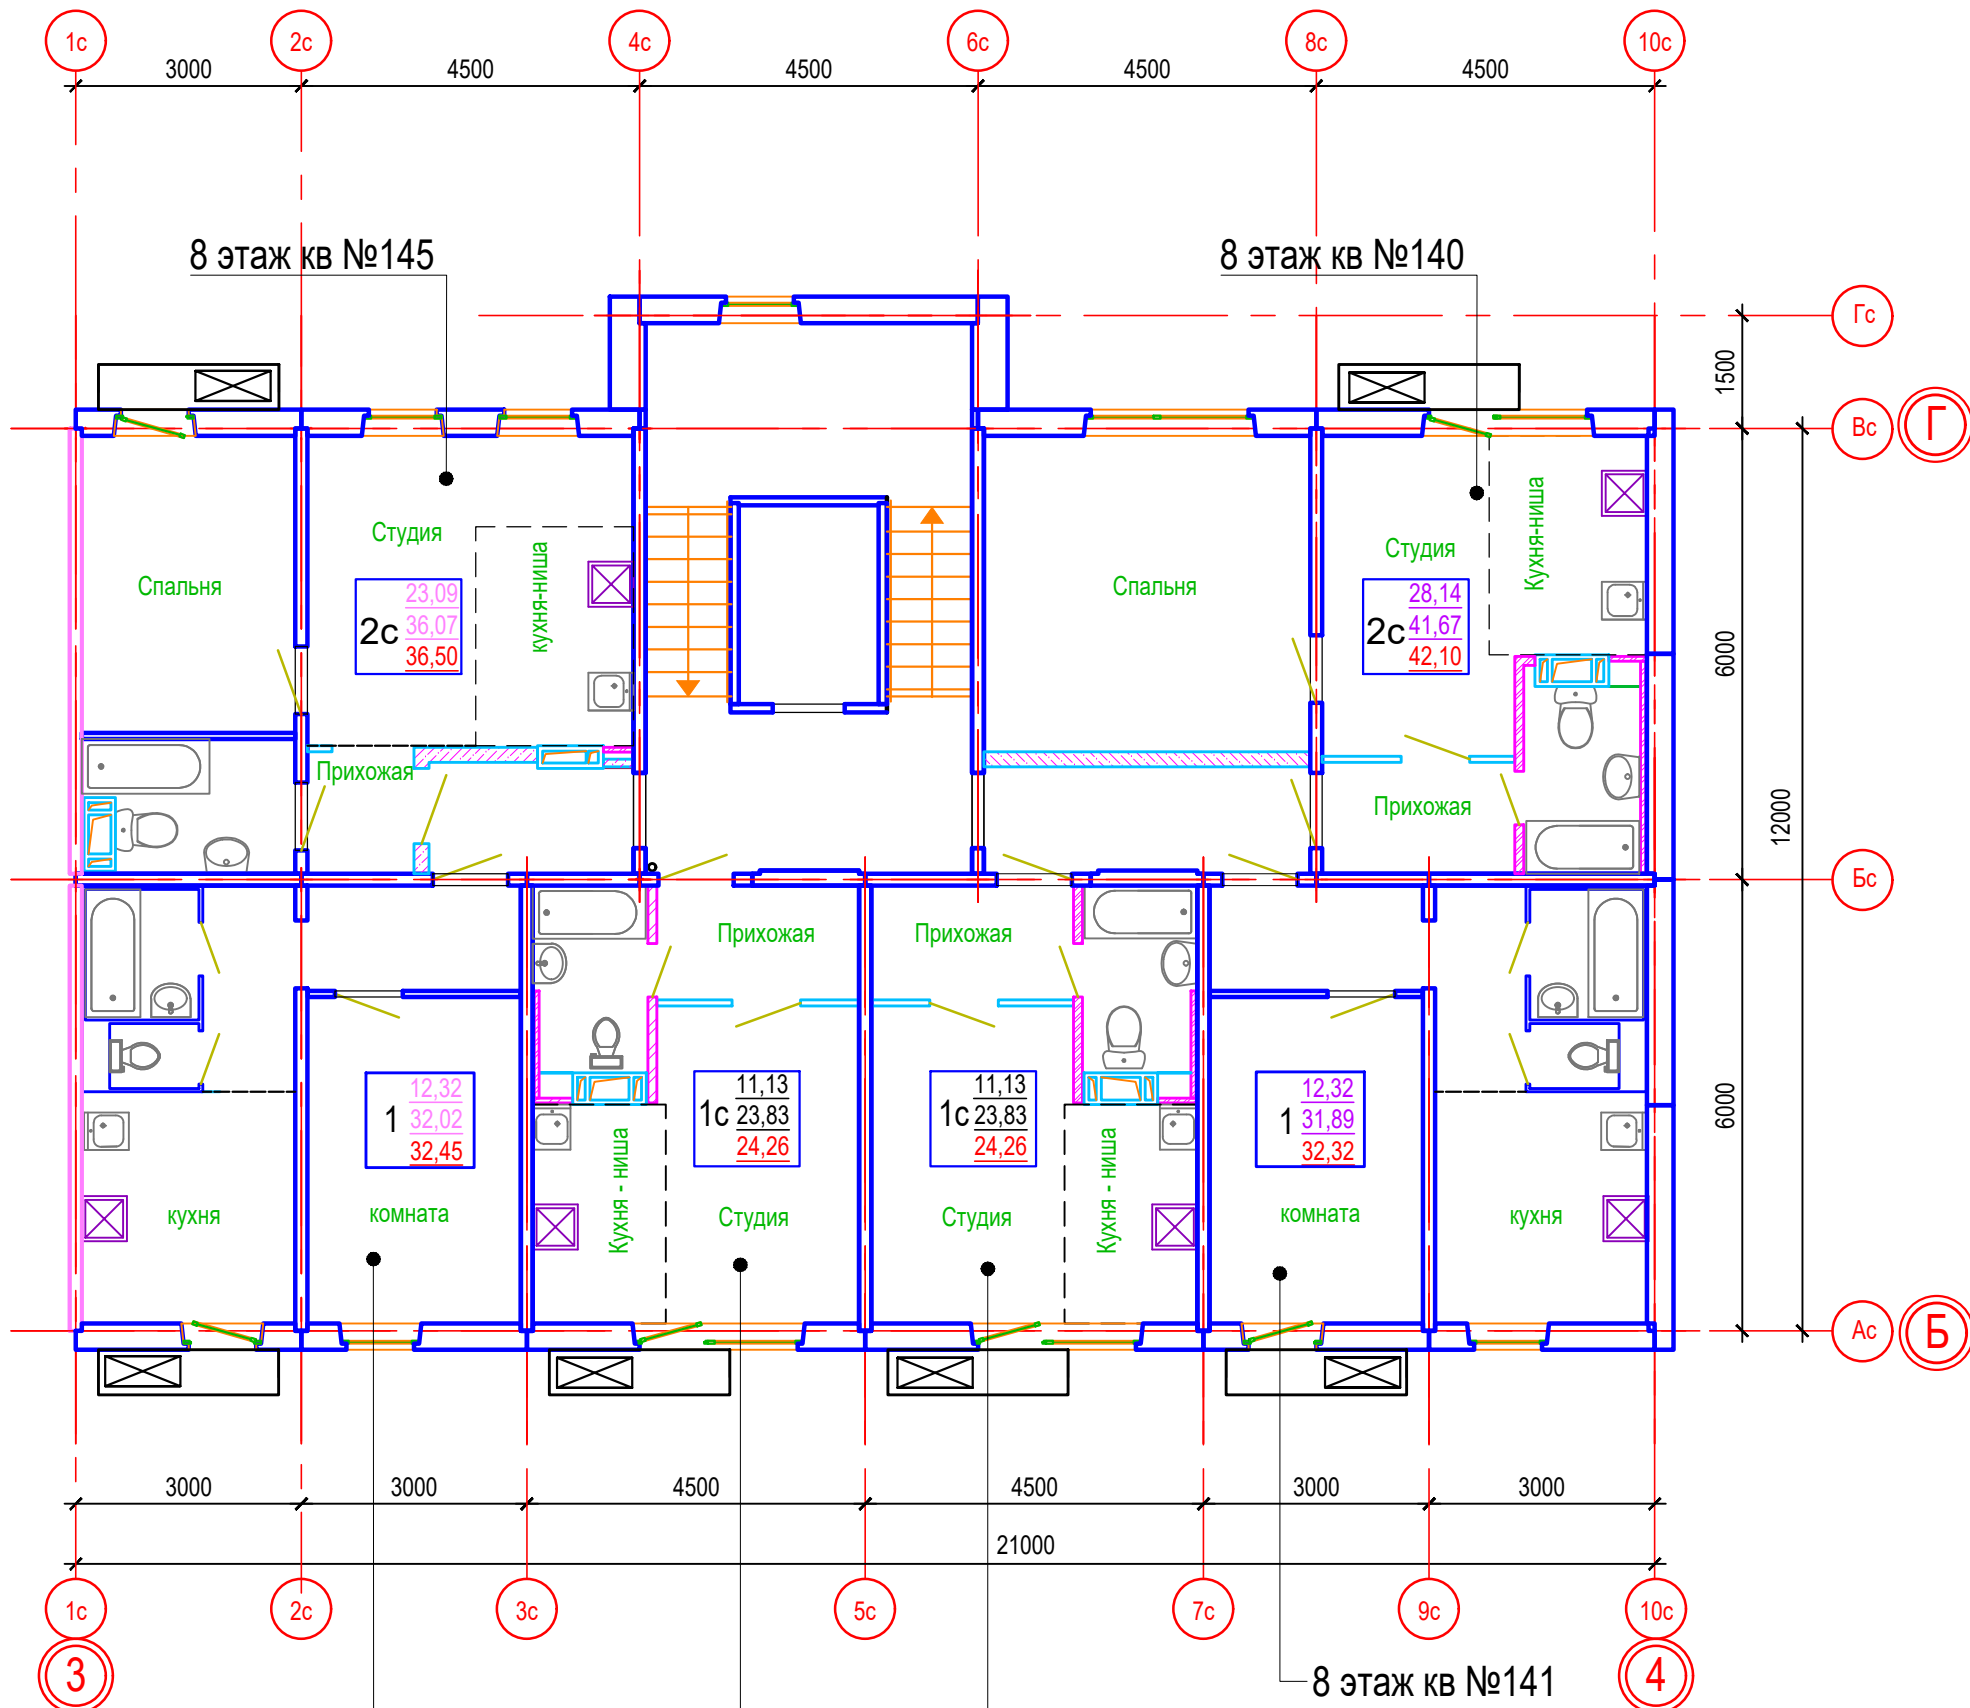 1с 2с 4с 6с 8с 10с
3000 4500 4500 4500 4500
8 этаж кв №145
8 этаж кв №140
Гс
1500
Вс Г
Студия
кухня-ниша
Спальня
23,09
2с 36,07
36,50
Прихожая
Спальня
Студия
Кухня-ниша
28,14
2с 41,67
42,10
Прихожая
6000
12000
Бс
Прихожая
Прихожая
12,32
1 32,02
32,45
11,13
1с 23,83
24,26
11,13
1с 23,83
24,26
12,32
1 31,89
32,32
6000
кухня
комната
Кухня - ниша
Студия
Студия
Кухня - ниша
комната
кухня
Ас Б
3000 3000 4500 4500 3000 3000
21000
1с 2с 3с 5с 7с 9с 10с
3 4
8 этаж кв №141